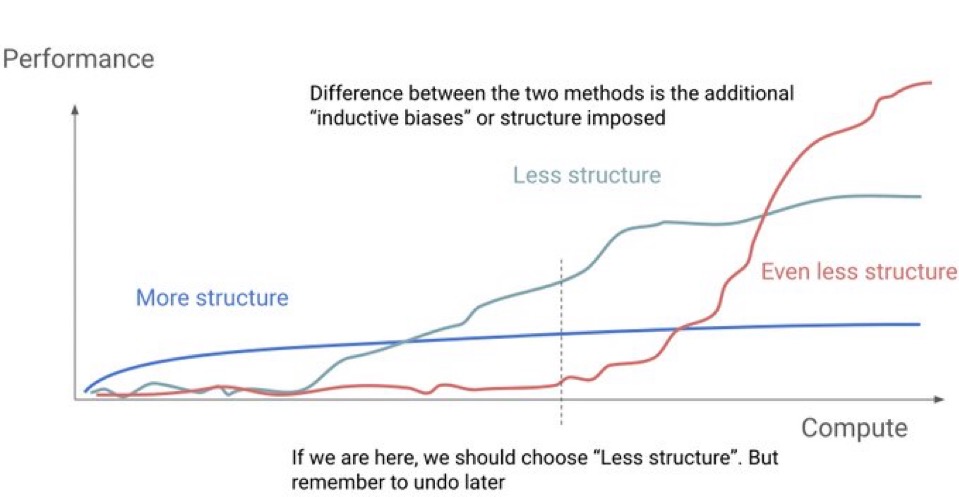 Performance
Difference between the two methods is the additional
“inductive biases” or structure imposed
Less structure
Even less structure
More structure
Compute
If we are here, we should choose “Less structure”. But
remember to undo later